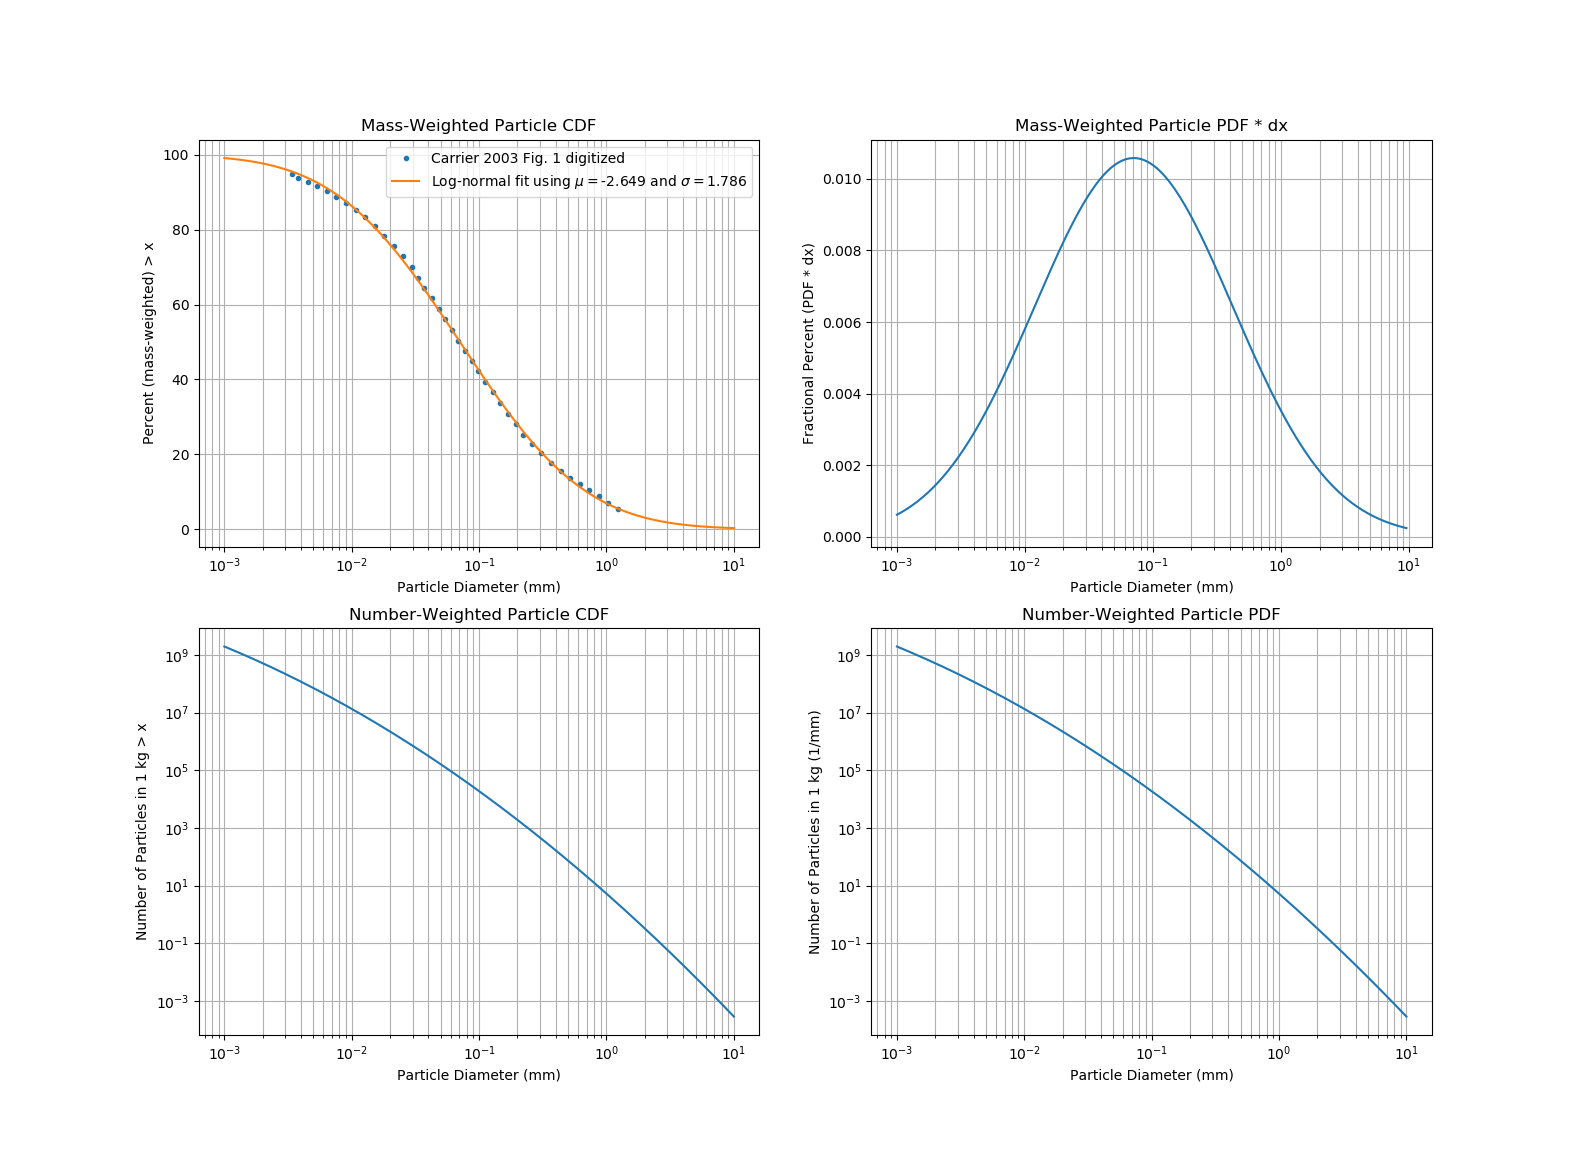 Mass-Weighted Particle CDF
Percent (mass-weighted) > x
100
80
60
40
20
0
Carrier 2003 Fig. 1 digitized
Log-normal fit using μ = -2.649 and σ = 1.786
10⁻³ 10⁻² 10⁻¹ 10⁰ 10¹
Particle Diameter (mm)
Mass-Weighted Particle PDF * dx
Fractional Percent (PDF * dx)
0.010
0.008
0.006
0.004
0.002
0.000
10⁻³ 10⁻² 10⁻¹ 10⁰ 10¹
Particle Diameter (mm)
Number-Weighted Particle CDF
Number of Particles in 1 kg > x
10⁹
10⁷
10⁵
10³
10¹
10⁻¹
10⁻³
10⁻³ 10⁻² 10⁻¹ 10⁰ 10¹
Particle Diameter (mm)
Number-Weighted Particle PDF
Number of Particles in 1 kg (1/mm)
10⁹
10⁷
10⁵
10³
10¹
10⁻¹
10⁻³
10⁻³ 10⁻² 10⁻¹ 10⁰ 10¹
Particle Diameter (mm)